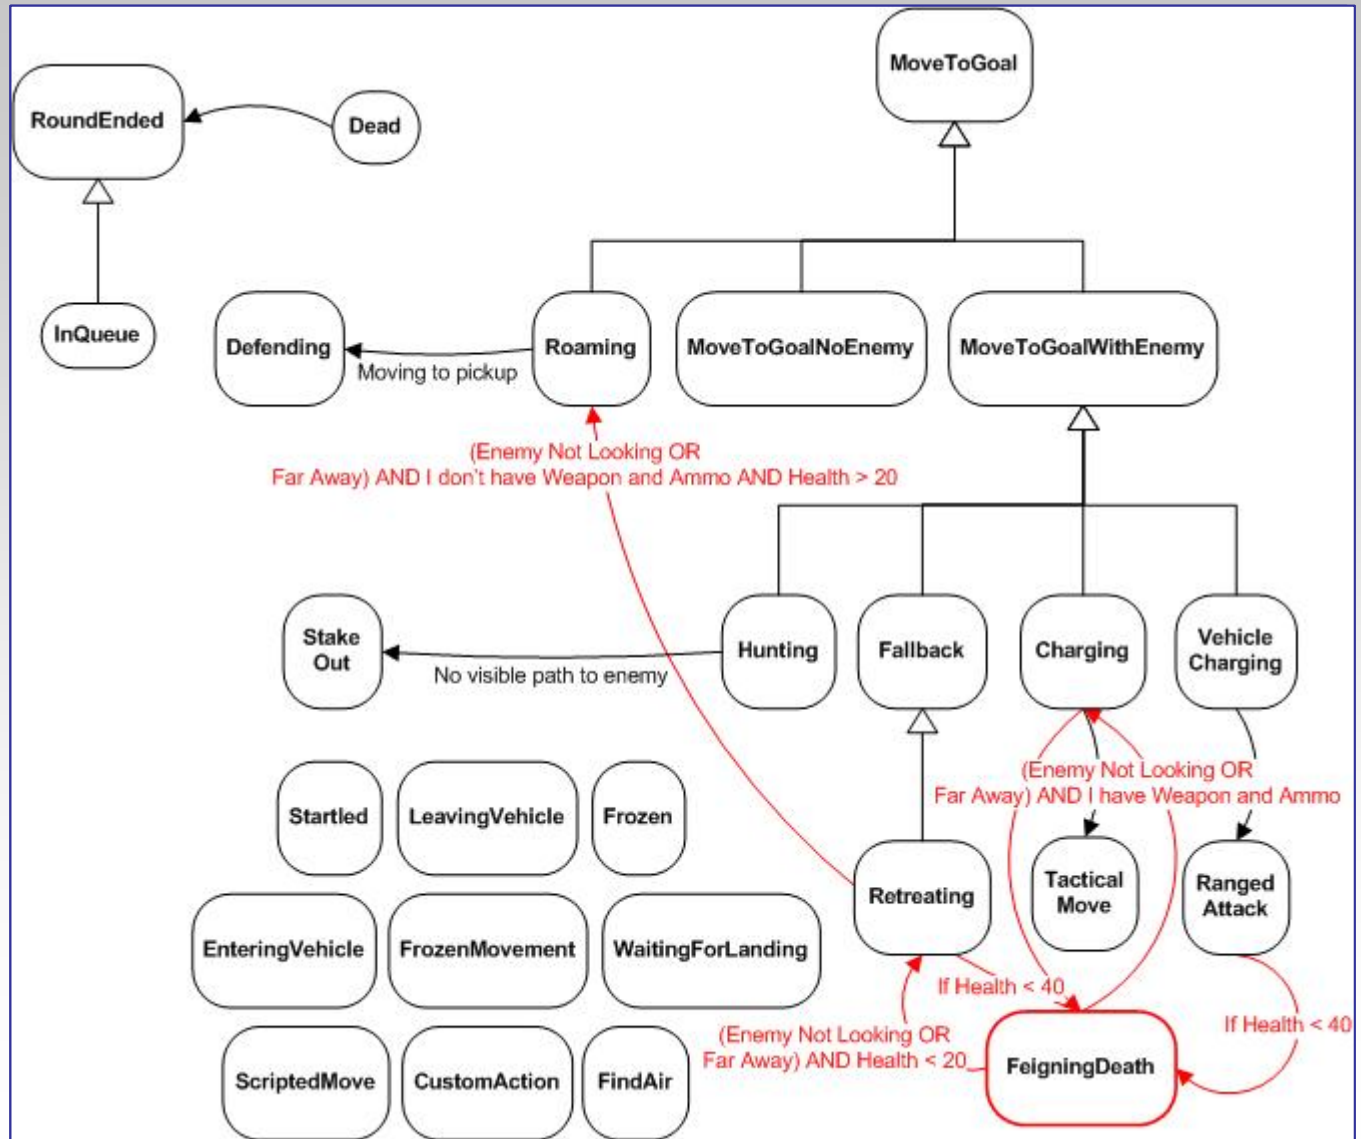 MoveToGoal
RoundEnded
Dead
InQueue
Defending
Roaming
MoveToGoalNoEnemy
MoveToGoalWithEnemy
Moving to pickup
(Enemy Not Looking OR
Far Away) AND I don't have Weapon and Ammo AND Health > 20
Stake
Out
Hunting
Fallback
Charging
Vehicle
Charging
No visible path to enemy
(Enemy Not Looking OR
Far Away) AND I have Weapon and Ammo
Startled
LeavingVehicle
Frozen
Retreating
Tactical
Move
Ranged
Attack
EnteringVehicle
FrozenMovement
WaitingForLanding
If Health < 40
(Enemy Not Looking OR
Far Away) AND Health < 20
If Health < 40
FeigningDeath
ScriptedMove
CustomAction
FindAir